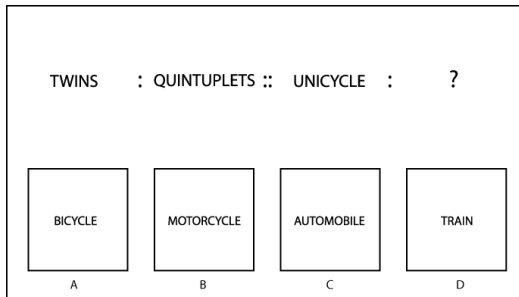 TWINS : QUINTUPLETS :: UNICYCLE : ?
BICYCLE MOTORCYCLE AUTOMOBILE TRAIN
A B C D